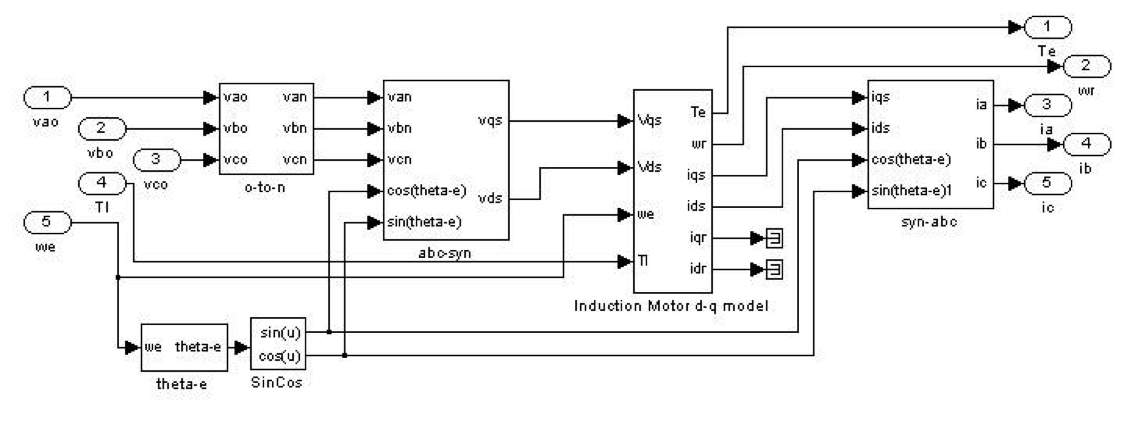 1
vao
2
vbo
3
vco
4
Tl
5
we
vao van
vbo vbn
vco vcn
o-to-n
van
vbn
vcn
cos(theta-e)
sin(theta-e)
vqs
vds
abc-syn
we theta-e
theta-e
sin(u)
cos(u)
SinCos
Vqs
Vds
we
Tl
Te
wr
iqs
ids
iqr
idr
Induction Motor d-q model
iqs
ids
cos(theta-e)
sin(theta-e)1
ia
ib
ic
syn-abc
1
Te
2
wr
3
ia
4
ib
5
ic